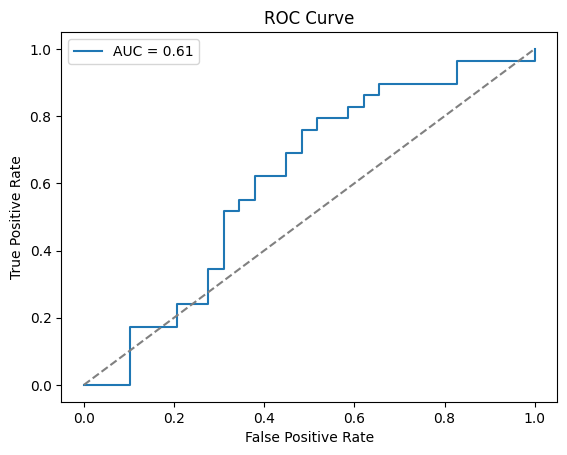 ROC Curve
AUC = 0.61
1.0
0.8
0.6
0.4
0.2
0.0
True Positive Rate
0.0 0.2 0.4 0.6 0.8 1.0
False Positive Rate